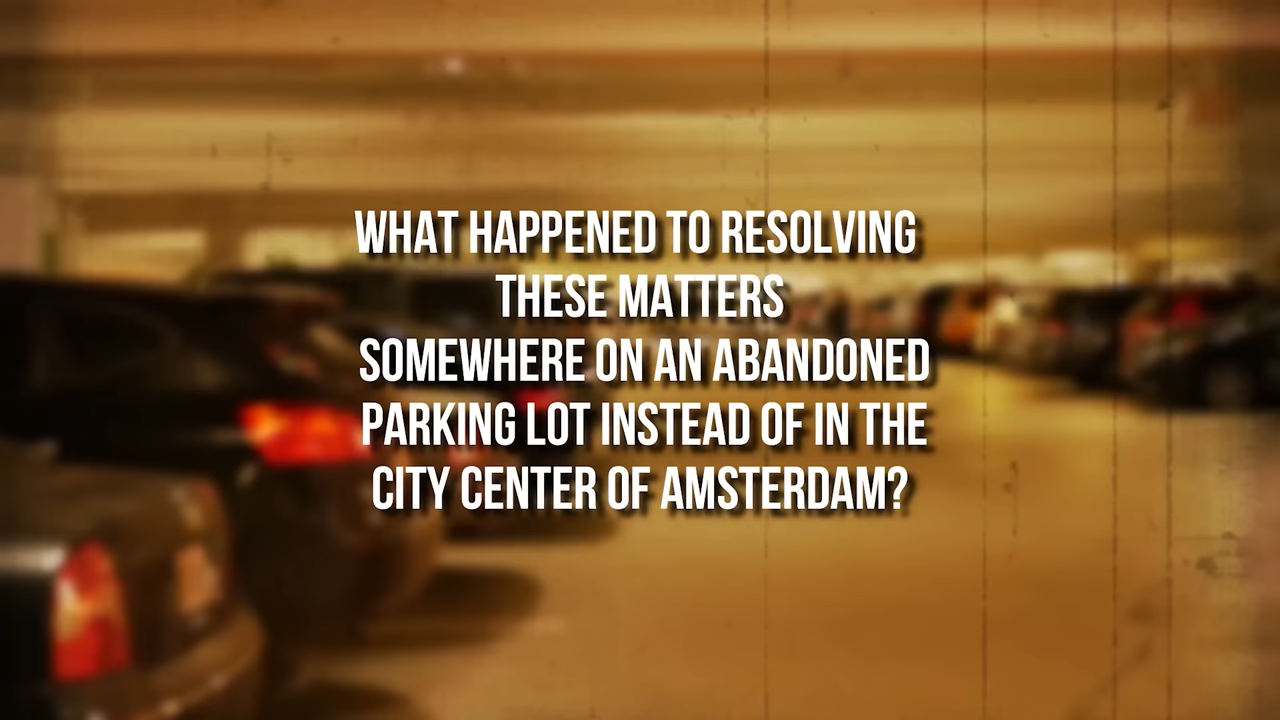 WHAT HAPPENED TO RESOLVING
THESE MATTERS
SOMEWHERE ON AN ABANDONED
PARKING LOT INSTEAD OF IN THE
CITY CENTER OF AMSTERDAM?